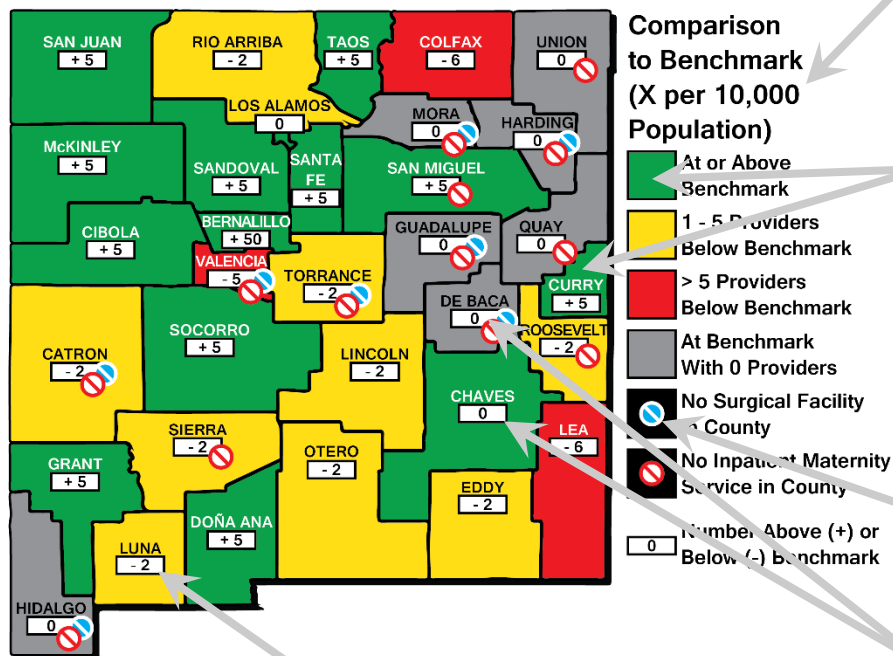 SAN JUAN
+ 5
RIO ARRIBA
- 2
TAOS
+ 5
COLFAX
- 6
UNION
0
LOS ALAMOS
0
MORA
0
HARDING
0
McKINLEY
+ 5
SANDOVAL
+ 5
SANTA
FE
+ 5
SAN MIGUEL
+ 5
CIBOLA
+ 5
BERNALILLO
+ 50
GUADALUPE
0
QUAY
0
VALENCIA
- 5
TORRANCE
- 2
CURRY
+ 5
DE BACA
0
ROOSEVELT
- 2
SOCORRO
+ 5
CATRON
- 2
LINCOLN
- 2
CHAVES
0
SIERRA
- 2
OTERO
- 2
LEA
- 6
GRANT
+ 5
EDDY
- 2
DOÑA ANA
+ 5
LUNA
- 2
HIDALGO
0
Comparison
to Benchmark
(X per 10,000
Population)
At or Above
Benchmark
1 - 5 Providers
Below Benchmark
> 5 Providers
Below Benchmark
At Benchmark
With 0 Providers
No Surgical Facility
in County
No Inpatient Maternity
Service in County
0
Number Above (+) or
Below (-) Benchmark